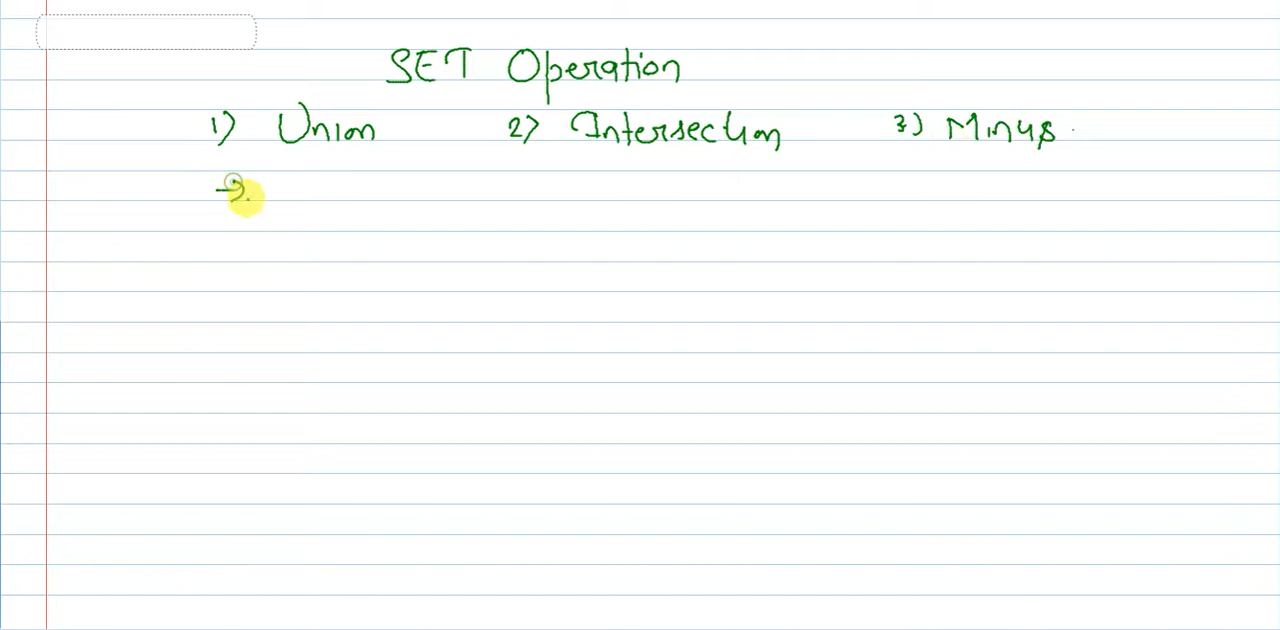 SET Operation
1) Union 2) Intersection 3) Minus.
→